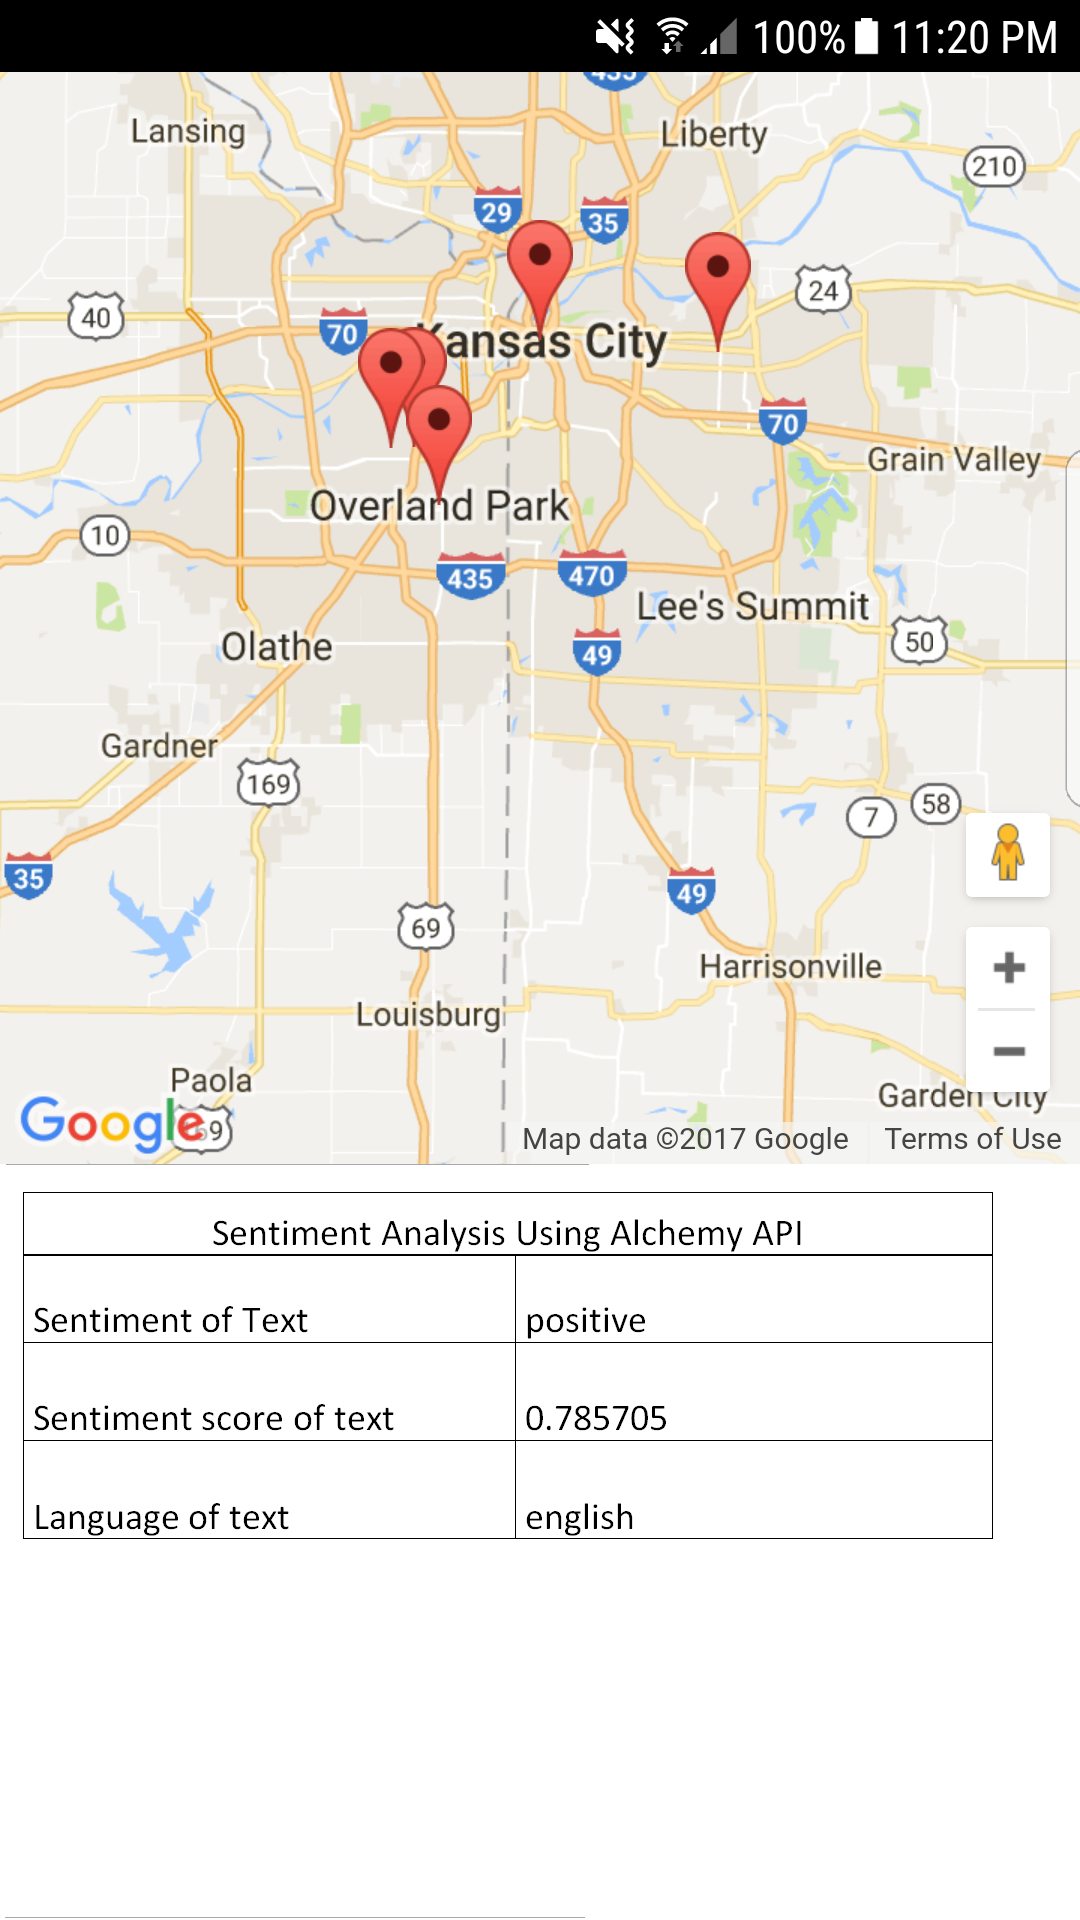 100% 11:20 PM
435
Lansing
Liberty
210
29
35
24
40
70
Kansas City
70
Grain Valley
Overland Park
10
435
470
Lee's Summit
50
Olathe
49
Gardner
169
58
7
35
49
69
Harrisonville
Louisburg
Paola
Garden City
Google
69
Map data ©2017 Google Terms of Use
Sentiment Analysis Using Alchemy API
Sentiment of Text positive
Sentiment score of text 0.785705
Language of text english